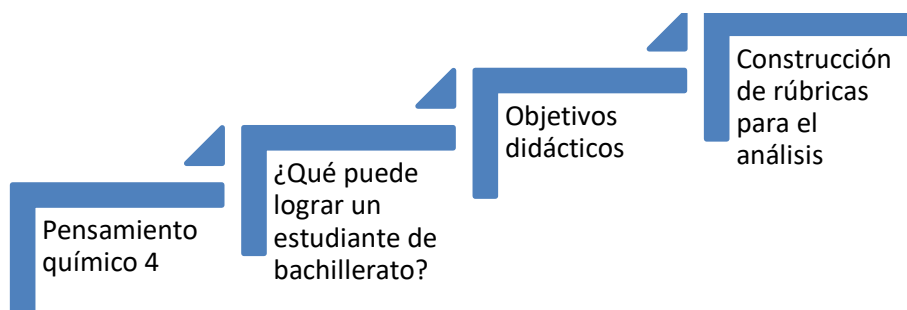 Pensamiento
químico 4
¿Qué puede
lograr un
estudiante de
bachillerato?
Objetivos
didácticos
Construcción
de rúbricas
para el
análisis